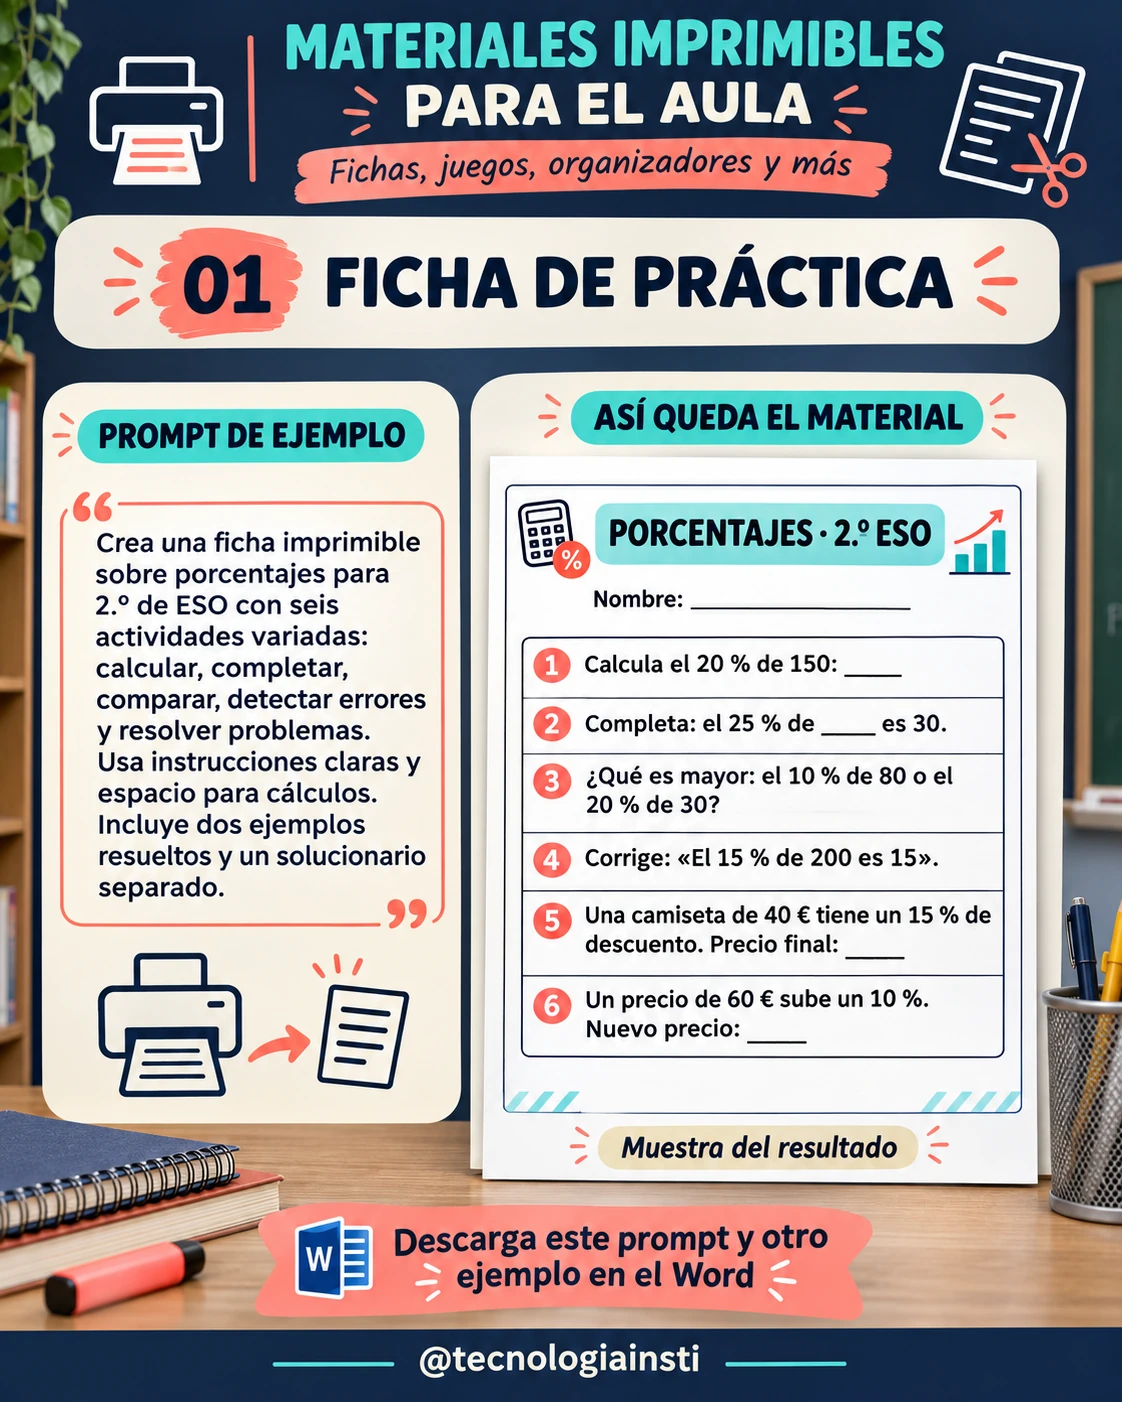 MATERIALES IMPRIMIBLES
PARA EL AULA
Fichas, juegos, organizadores y más
01 FICHA DE PRÁCTICA
PROMPT DE EJEMPLO
“
Crea una ficha imprimible
sobre porcentajes para
2.º de ESO con seis
actividades variadas:
calcular, completar,
comparar, detectar errores
y resolver problemas.
Usa instrucciones claras y
espacio para cálculos.
Incluye dos ejemplos
resueltos y un solucionario
separado.
”
ASÍ QUEDA EL MATERIAL
%
PORCENTAJES · 2.º ESO
Nombre: ____________________
1 Calcula el 20 % de 150: _____
2 Completa: el 25 % de _____ es 30.
3 ¿Qué es mayor: el 10 % de 80 o el
20 % de 30?
4 Corrige: «El 15 % de 200 es 15».
5 Una camiseta de 40 € tiene un 15 % de
descuento. Precio final: _____
6 Un precio de 60 € sube un 10 %.
Nuevo precio: _____
Muestra del resultado
W
Descarga este prompt y otro
ejemplo en el Word
@tecnologiainsti